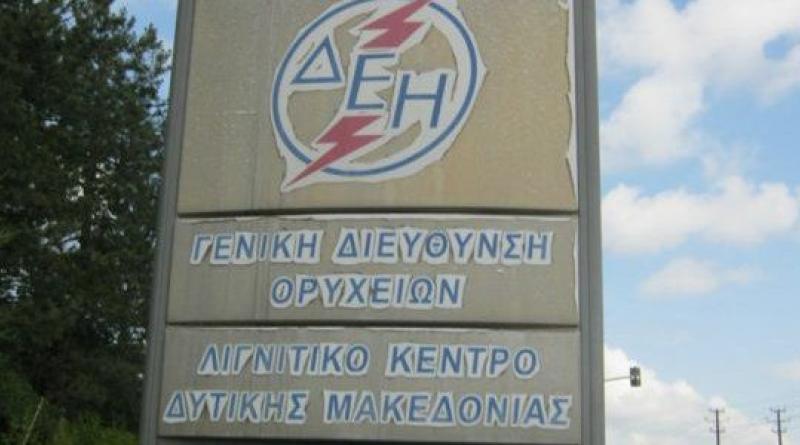 ΔΕΗ
ΓΕΝΙΚΗ ΔΙΕΥΘΥΝΣΗ
ΟΡΥΧΕΙΩΝ
ΛΙΓΝΙΤΙΚΟ ΚΕΝΤΡΟ
ΔΥΤΙΚΗΣ ΜΑΚΕΔΟΝΙΑΣ